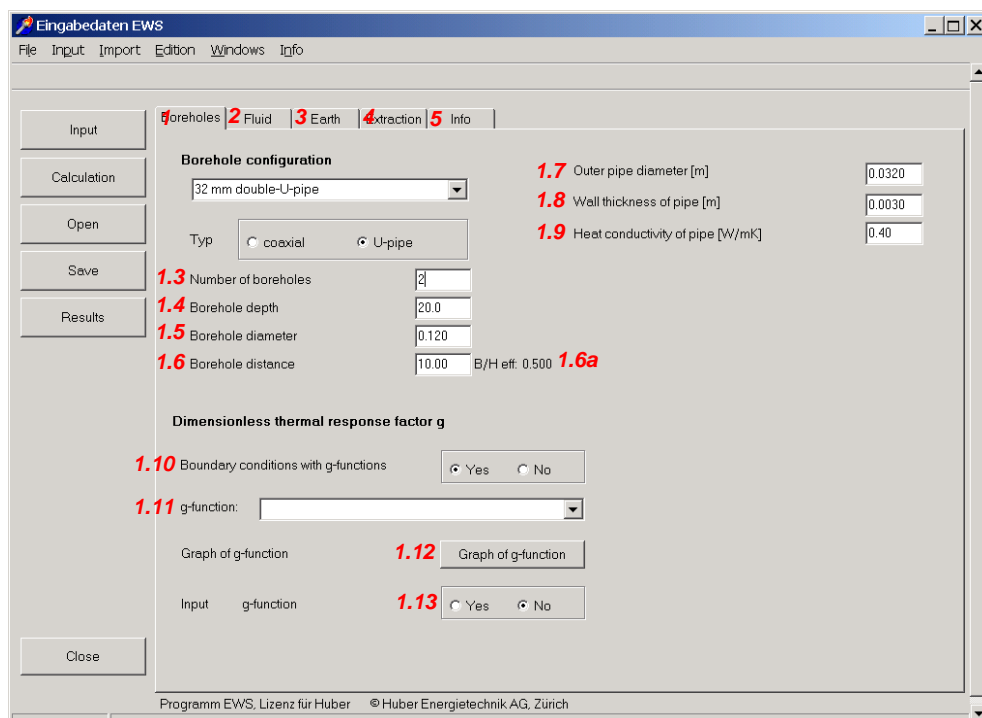 Eingabedaten EWS
File Input Import Edition Windows Info
Input
Calculation
Open
Save
Results
Close
1 Boreholes 2 Fluid 3 Earth 4 Extraction 5 Info
Borehole configuration
32 mm double-U-pipe
Typ coaxial U-pipe
1.3 Number of boreholes 2
1.4 Borehole depth 20.0
1.5 Borehole diameter 0.120
1.6 Borehole distance 10.00 B/H eff: 0.500 1.6a
1.7 Outer pipe diameter [m] 0.0320
1.8 Wall thickness of pipe [m] 0.0030
1.9 Heat conductivity of pipe [W/mK] 0.40
Dimensionless thermal response factor g
1.10 Boundary conditions with g-functions Yes No
1.11 g-function:
Graph of g-function 1.12 Graph of g-function
Input g-function 1.13 Yes No
Programm EWS, Lizenz für Huber © Huber Energietechnik AG, Zürich